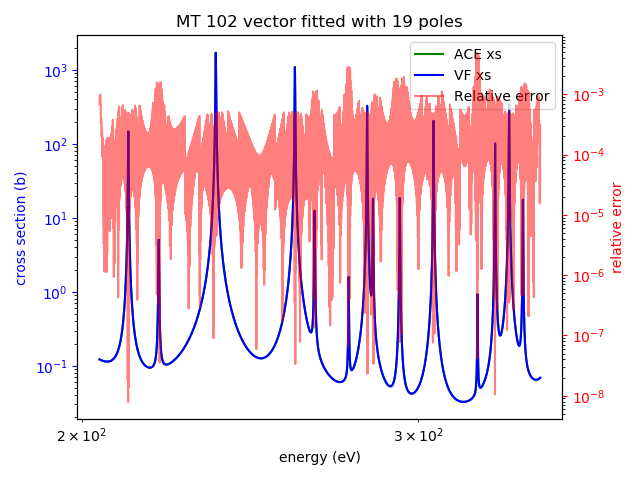 MT 102 vector fitted with 19 poles
ACE xs
VF xs
Relative error
cross section (b)
10³
10²
10¹
10⁰
10⁻¹
10⁻³
10⁻⁴
10⁻⁵
10⁻⁶
10⁻⁷
10⁻⁸
relative error
2 × 10²
3 × 10²
energy (eV)